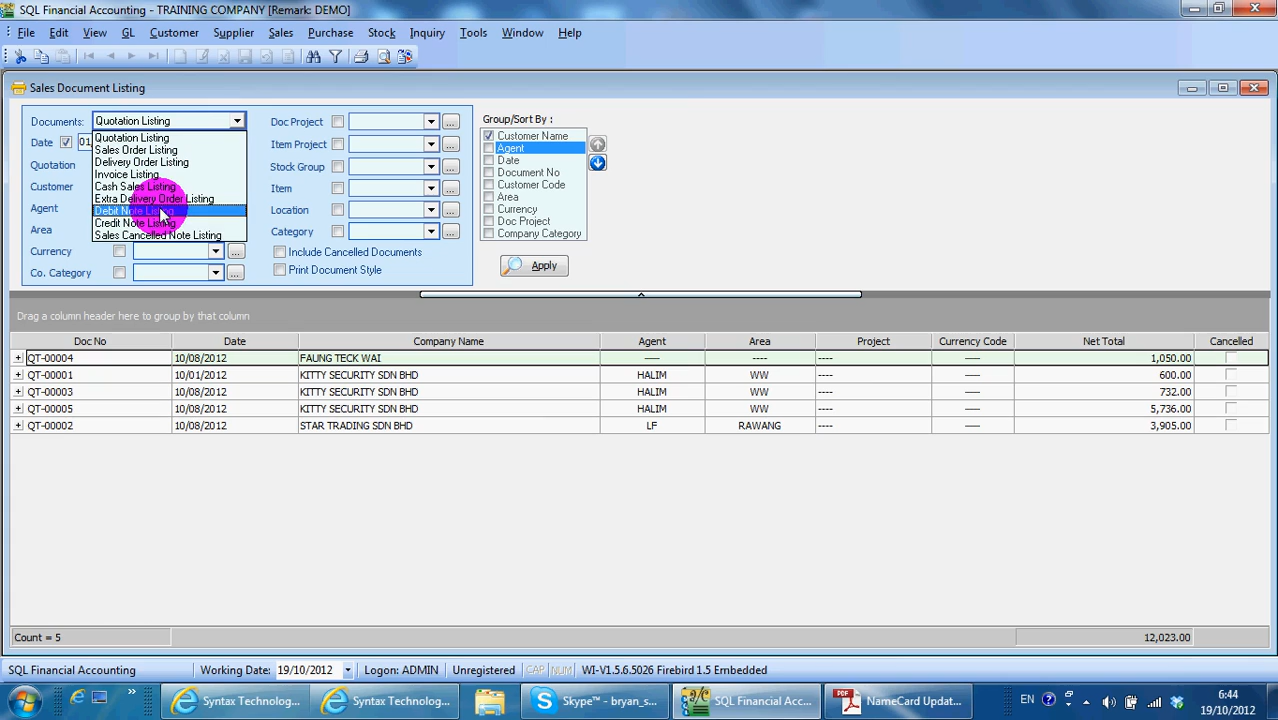 SQL Financial Accounting - TRAINING COMPANY [Remark: DEMO]
File Edit View GL Customer Supplier Sales Purchase Stock Inquiry Tools Window Help
Sales Document Listing
Documents: Quotation Listing
Quotation Listing
Sales Order Listing
Delivery Order Listing
Invoice Listing
Cash Sales Listing
Extra Delivery Order Listing
Debit Note Listing
Credit Note Listing
Sales Cancelled Note Listing
Date 01
Quotation
Customer
Agent
Area
Currency
Co. Category
Doc Project
Item Project
Stock Group
Item
Location
Category
Include Cancelled Documents
Print Document Style
Group/Sort By :
Customer Name
Agent
Date
Document No
Customer Code
Area
Currency
Doc Project
Company Category
Apply
Drag a column header here to group by that column
Doc No Date Company Name Agent Area Project Currency Code Net Total Cancelled
QT-00004 10/08/2012 FAUNG TECK WAI ---- ---- ---- ---- 1,050.00
QT-00001 10/01/2012 KITTY SECURITY SDN BHD HALIM WW ---- ---- 600.00
QT-00003 10/08/2012 KITTY SECURITY SDN BHD HALIM WW ---- ---- 732.00
QT-00005 10/08/2012 KITTY SECURITY SDN BHD HALIM WW ---- ---- 5,736.00
QT-00002 10/08/2012 STAR TRADING SDN BHD LF RAWANG ---- ---- 3,905.00
Count = 5 12,023.00
SQL Financial Accounting Working Date: 19/10/2012 Logon: ADMIN Unregistered CAP NUM WI-V1.5.6.5026 Firebird 1.5 Embedded
Syntax Technolog... Syntax Technolog... Skype™ - bryan_s... SQL Financial Acc... NameCard Updat... EN 6:44
19/10/2012